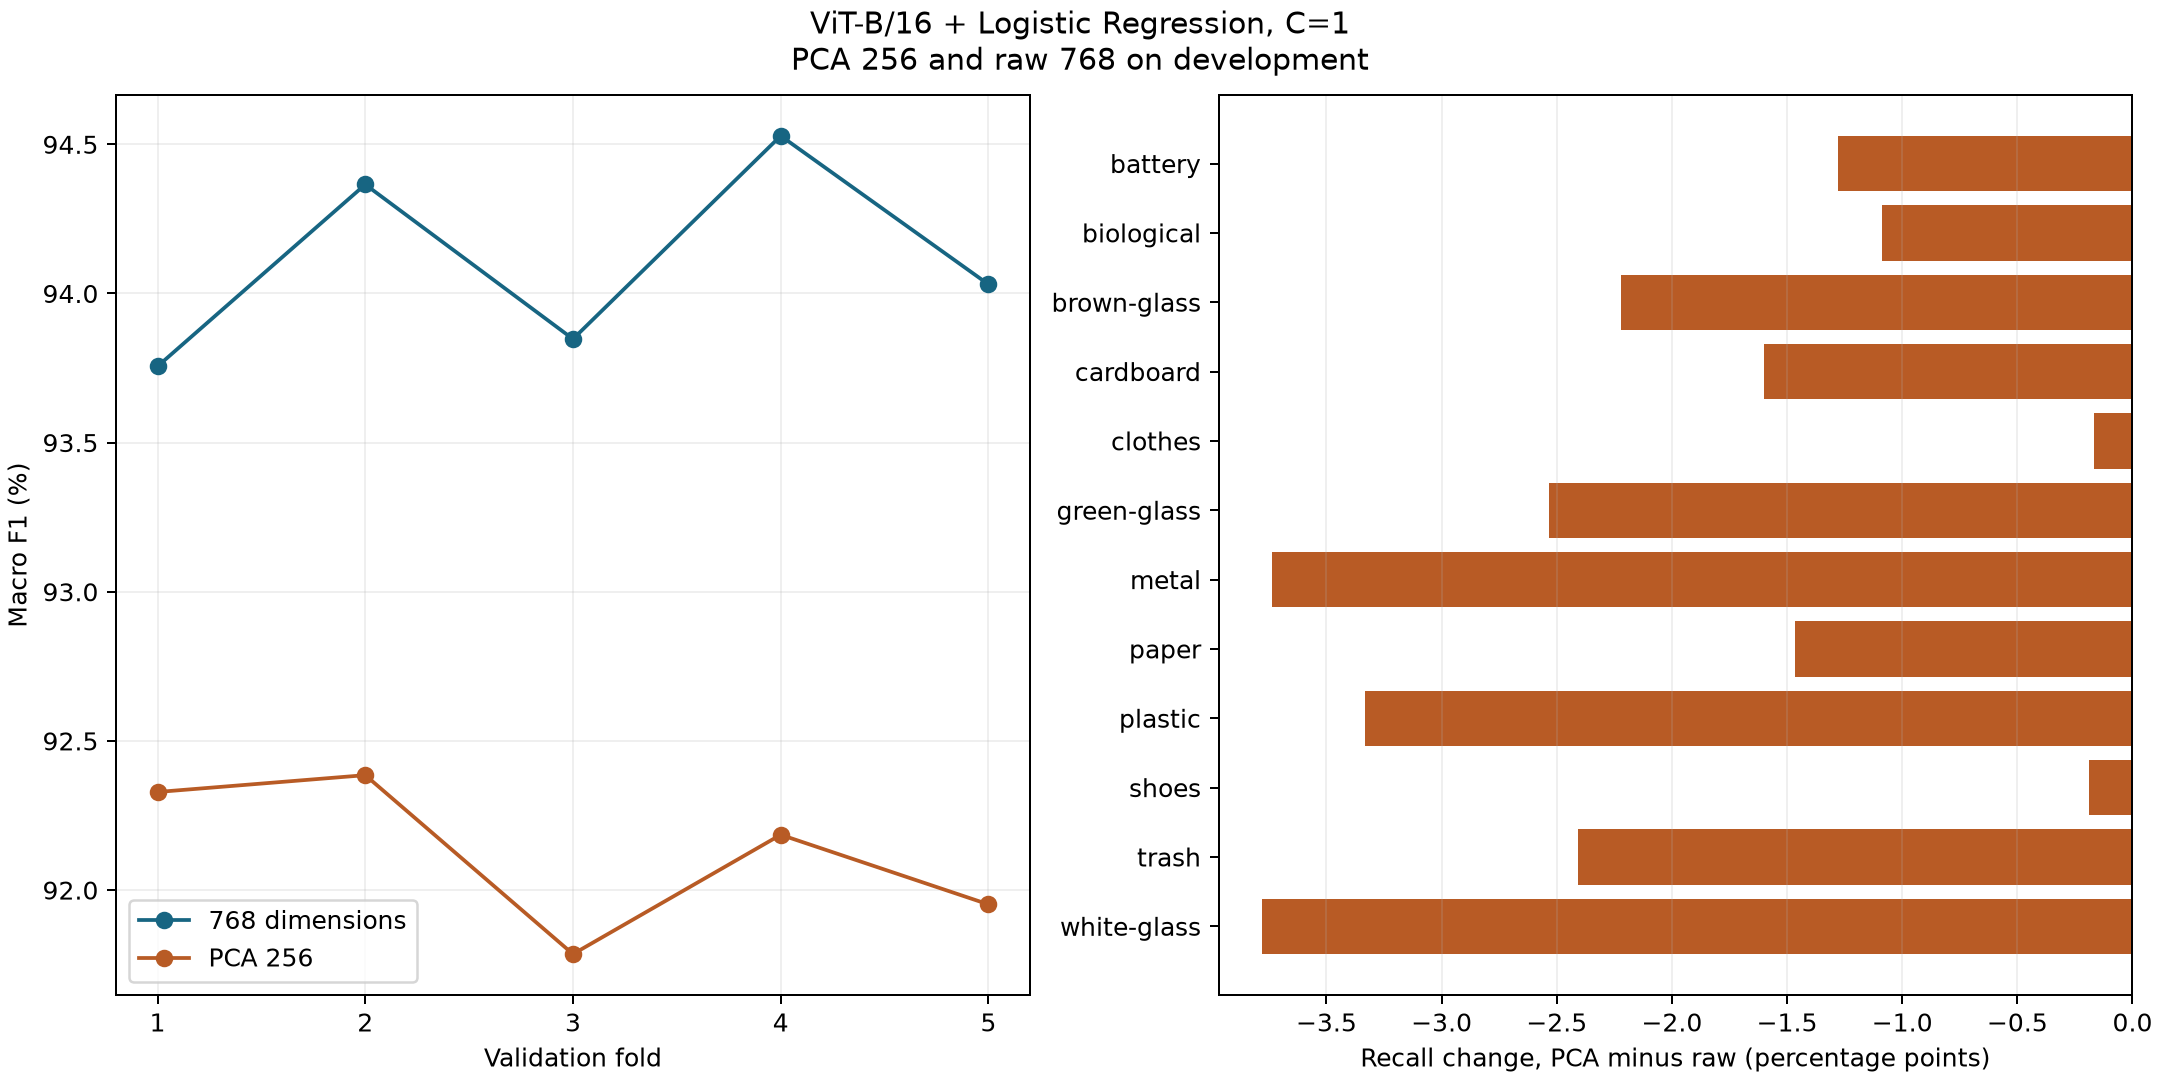 ViT-B/16 + Logistic Regression, C=1
PCA 256 and raw 768 on development
Macro F1 (%)
94.5
94.0
93.5
93.0
92.5
92.0
768 dimensions
PCA 256
1 2 3 4 5
Validation fold
battery
biological
brown-glass
cardboard
clothes
green-glass
metal
paper
plastic
shoes
trash
white-glass
−3.5 −3.0 −2.5 −2.0 −1.5 −1.0 −0.5 0.0
Recall change, PCA minus raw (percentage points)